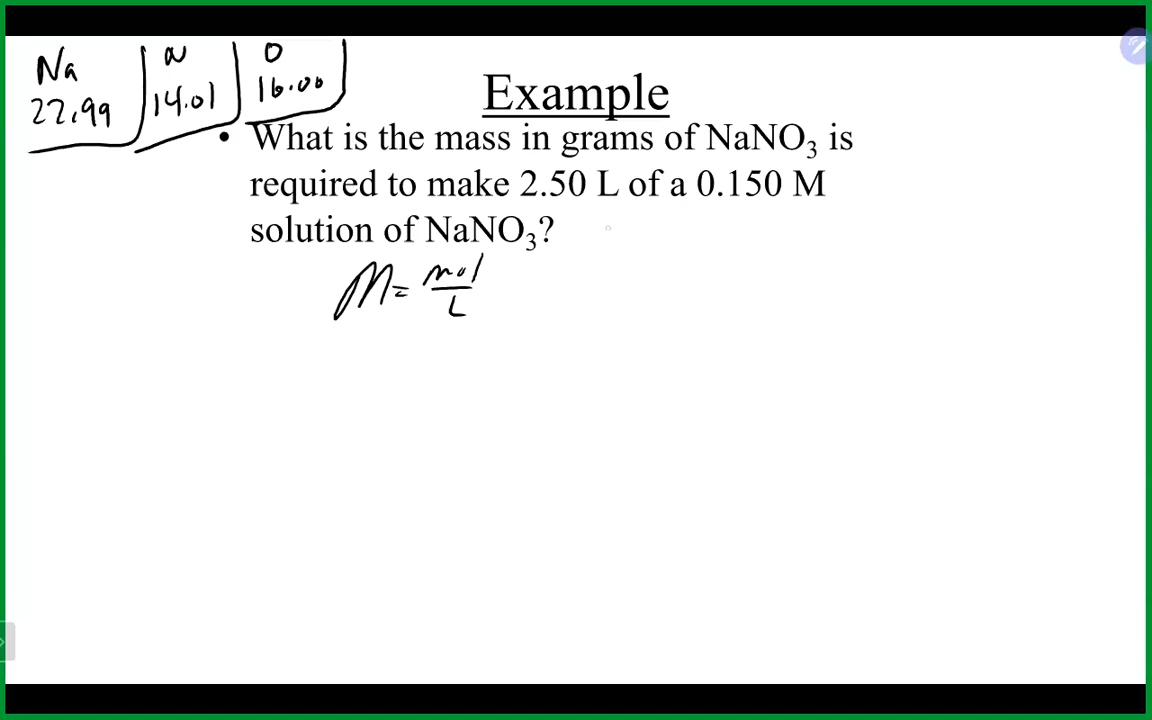 Na
22.99
N
14.01
O
16.00
Example
• What is the mass in grams of NaNO₃ is
required to make 2.50 L of a 0.150 M
solution of NaNO₃?
M = mol
L